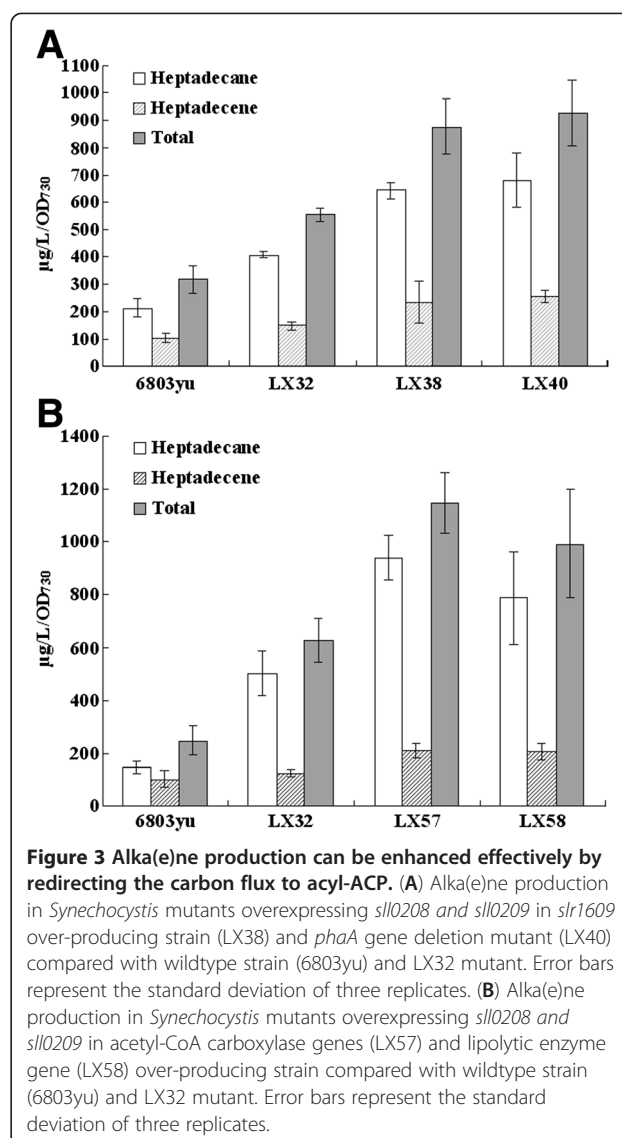 A
1100
1000
900
800
700
600
500
400
300
200
100
0
µg/L/OD730
Heptadecane
Heptadecene
Total
6803yu LX32 LX38 LX40
B
1400
1200
1000
800
600
400
200
0
µg/L/OD730
Heptadecane
Heptadecene
Total
6803yu LX32 LX57 LX58
Figure 3 Alka(e)ne production can be enhanced effectively by
redirecting the carbon flux to acyl-ACP. (A) Alka(e)ne production
in Synechocystis mutants overexpressing sll0208 and sll0209 in slr1609
over-producing strain (LX38) and phaA gene deletion mutant (LX40)
compared with wildtype strain (6803yu) and LX32 mutant. Error bars
represent the standard deviation of three replicates. (B) Alka(e)ne
production in Synechocystis mutants overexpressing sll0208 and
sll0209 in acetyl-CoA carboxylase genes (LX57) and lipolytic enzyme
gene (LX58) over-producing strain compared with wildtype strain
(6803yu) and LX32 mutant. Error bars represent the standard
deviation of three replicates.